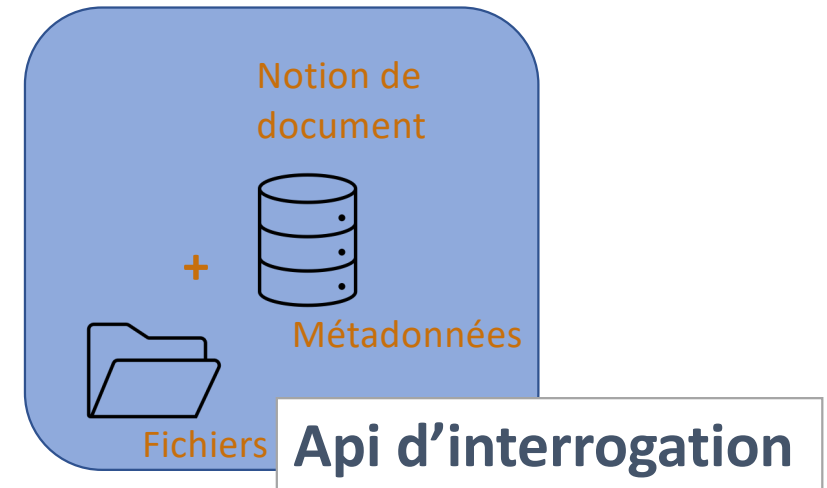 Notion de
document
+
Métadonnées
Fichiers
Api d’interrogation